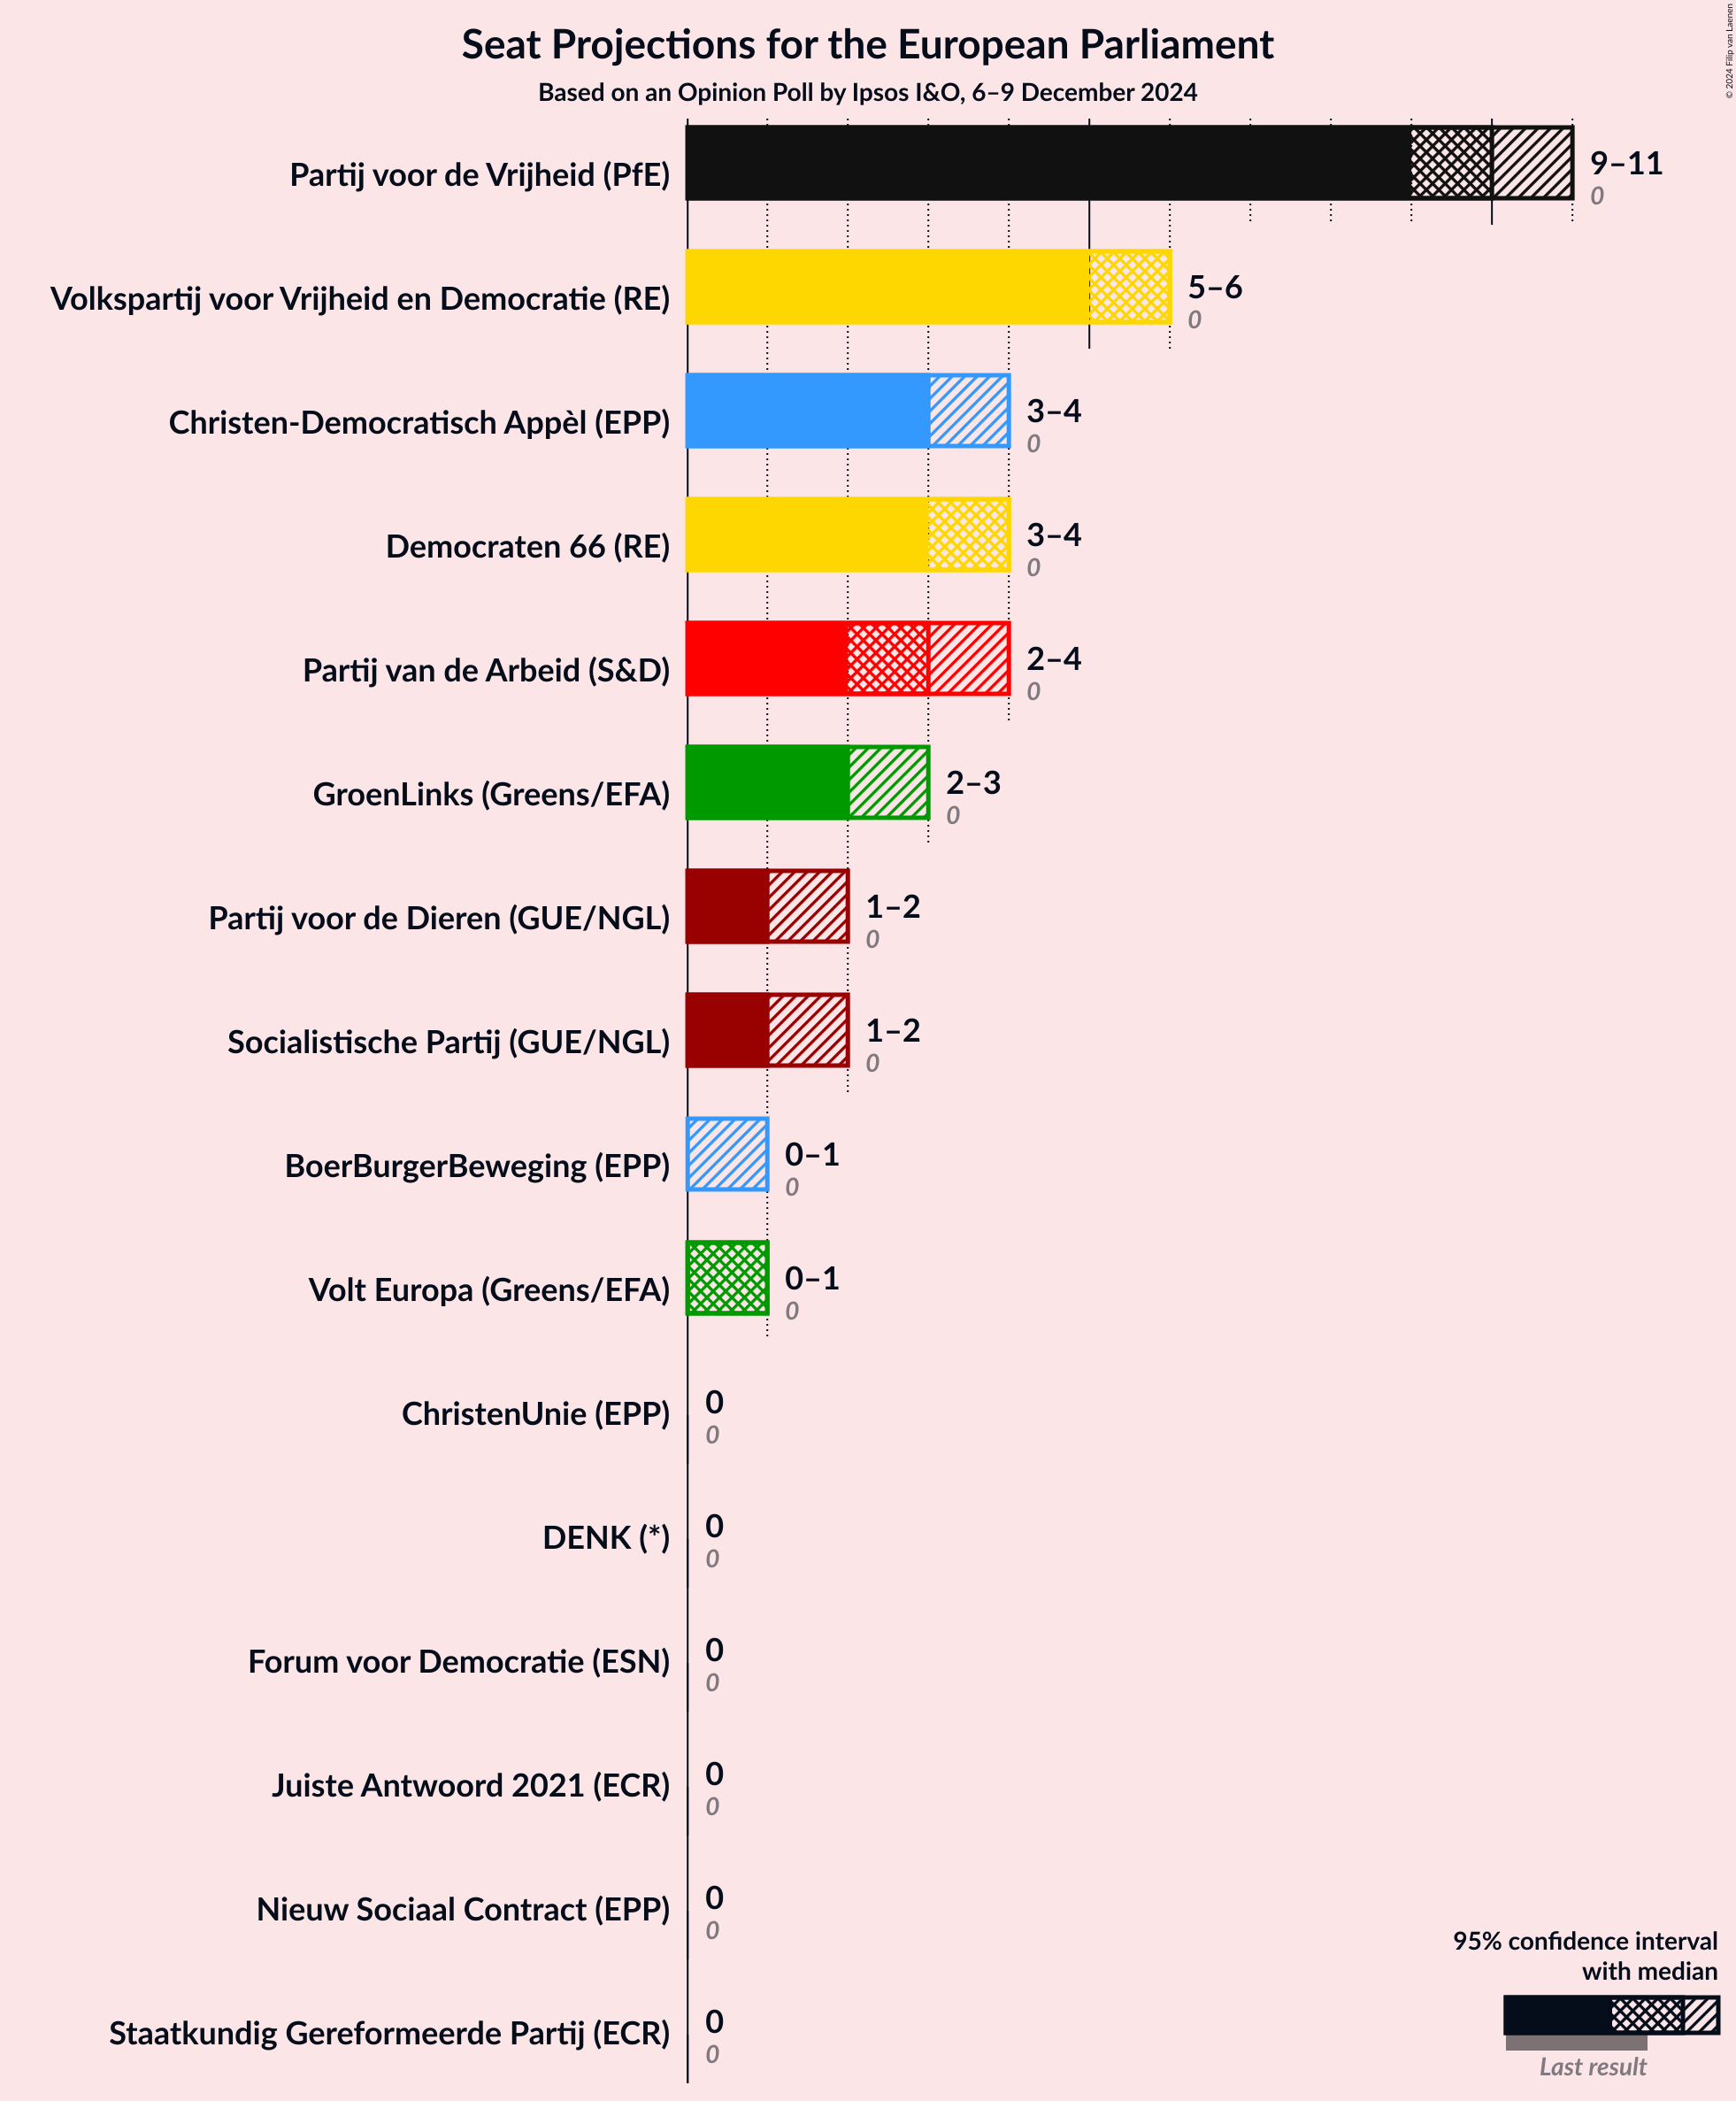 Seat Projections for the European Parliament
Based on an Opinion Poll by Ipsos I&O, 6–9 December 2024
© 2024 Filip van Laenen
Partij voor de Vrijheid (PfE)
9–11
0
Volkspartij voor Vrijheid en Democratie (RE)
5–6
0
Christen-Democratisch Appèl (EPP)
3–4
0
Democraten 66 (RE)
3–4
0
Partij van de Arbeid (S&D)
2–4
0
GroenLinks (Greens/EFA)
2–3
0
Partij voor de Dieren (GUE/NGL)
1–2
0
Socialistische Partij (GUE/NGL)
1–2
0
BoerBurgerBeweging (EPP)
0–1
0
Volt Europa (Greens/EFA)
0–1
0
ChristenUnie (EPP)
0
0
DENK (*)
0
0
Forum voor Democratie (ESN)
0
0
Juiste Antwoord 2021 (ECR)
0
0
Nieuw Sociaal Contract (EPP)
0
0
Staatkundig Gereformeerde Partij (ECR)
0
0
95% confidence interval
with median
Last result